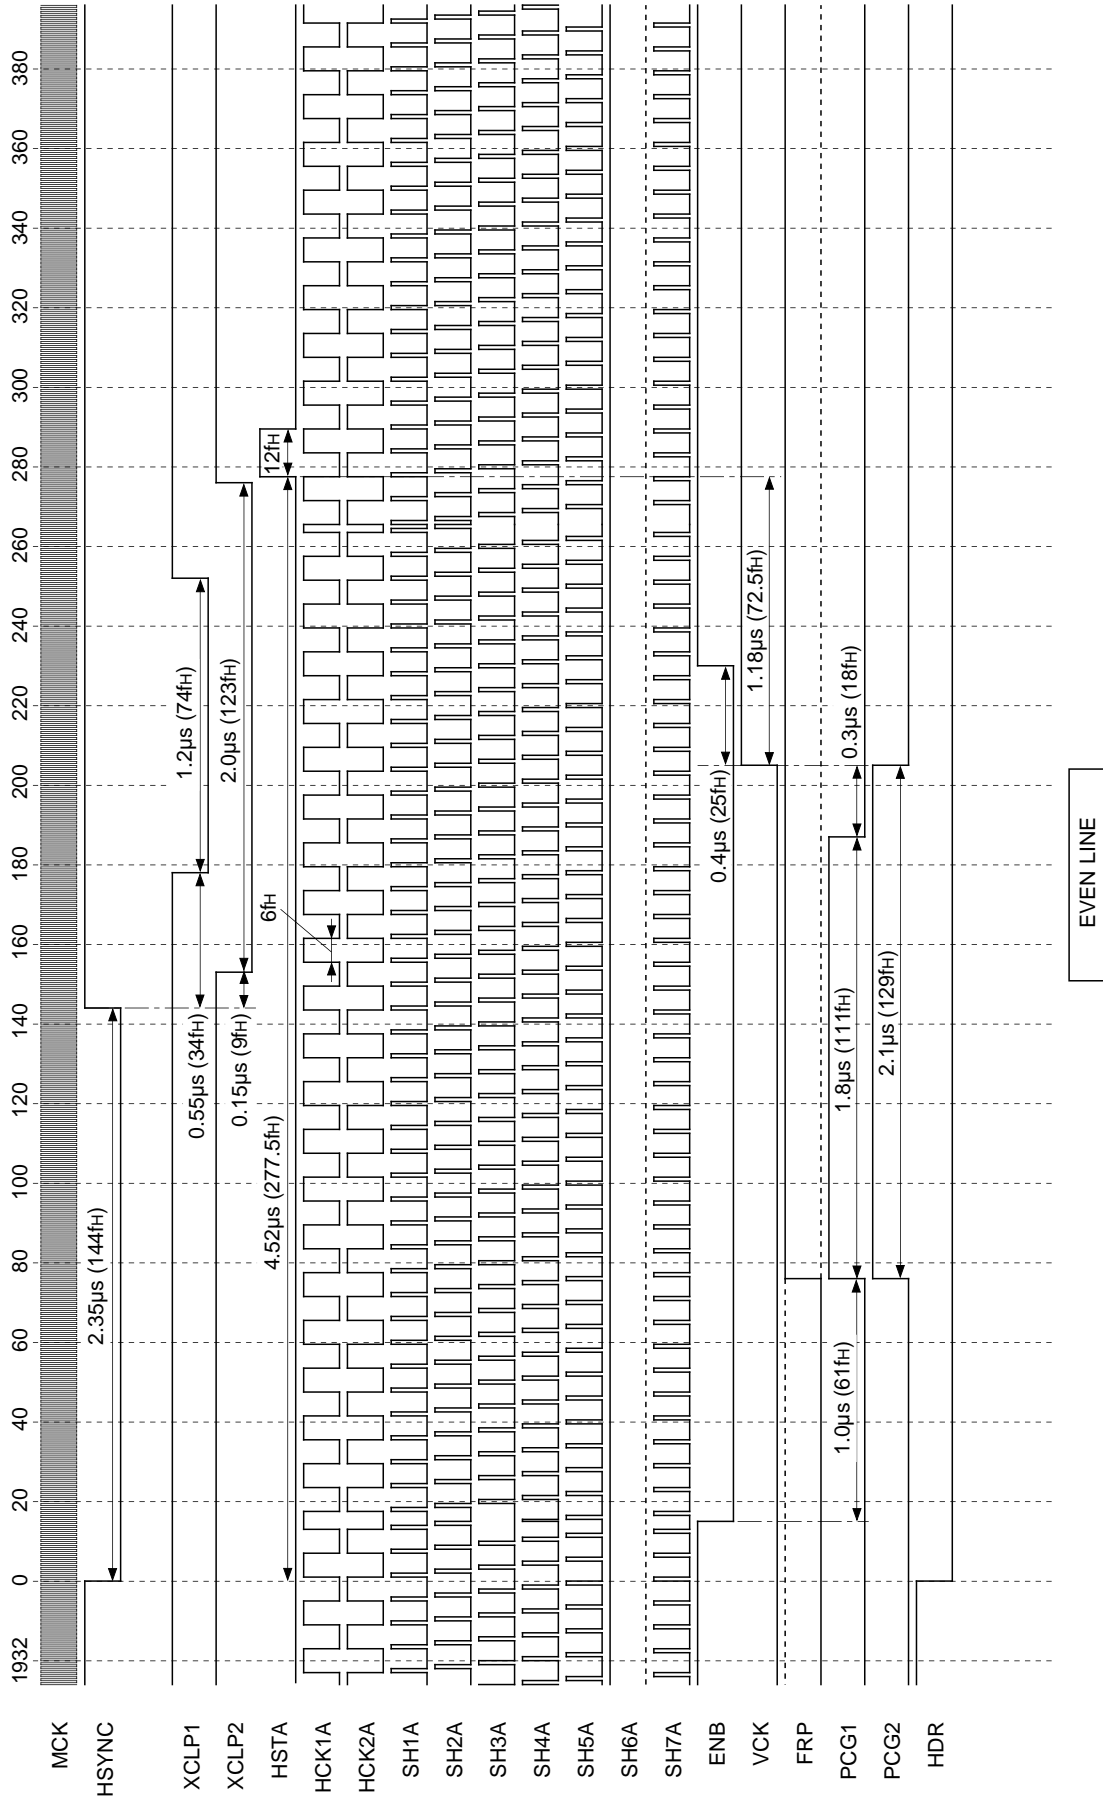 MCK
HSYNC
XCLP1
XCLP2
HSTA
HCK1A
HCK2A
SH1A
SH2A
SH3A
SH4A
SH5A
SH6A
SH7A
ENB
VCK
FRP
PCG1
PCG2
HDR
1932 0 20 40 60 80 100 120 140 160 180 200 220 240 260 280 300 320 340 360 380
2.35µs (144fH)
0.55µs (34fH)
1.2µs (74fH)
0.15µs (9fH)
2.0µs (123fH)
4.52µs (277.5fH)
12fH
6fH
0.4µs (25fH)
1.18µs (72.5fH)
1.0µs (61fH)
1.8µs (111fH)
0.3µs (18fH)
2.1µs (129fH)
EVEN LINE